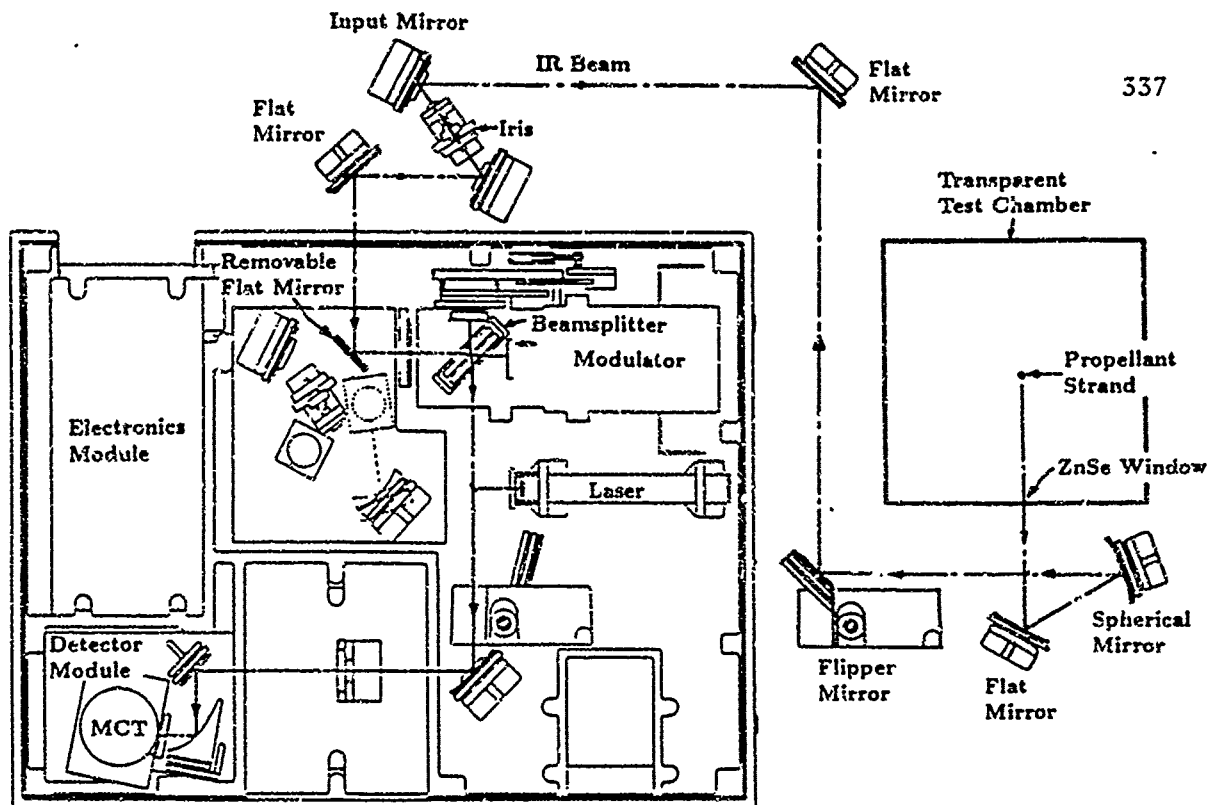 Input Mirror
IR Beam
Flat
Mirror
337
Flat
Mirror
Iris
Transparent
Test Chamber
Removable
Flat Mirror
Beamsplitter
Modulator
Propellant
Strand
Electronics
Module
ZnSe Window
Laser
Detector
Module
Spherical
Mirror
Flipper
Mirror
Flat
Mirror
MCT